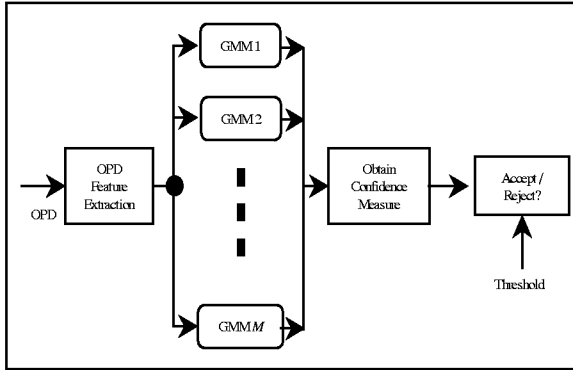 GMM 1
GMM 2
OPD
Feature
Extraction
OPD
Obtain
Confidence
Measure
Accept /
Reject?
Threshold
GMM M